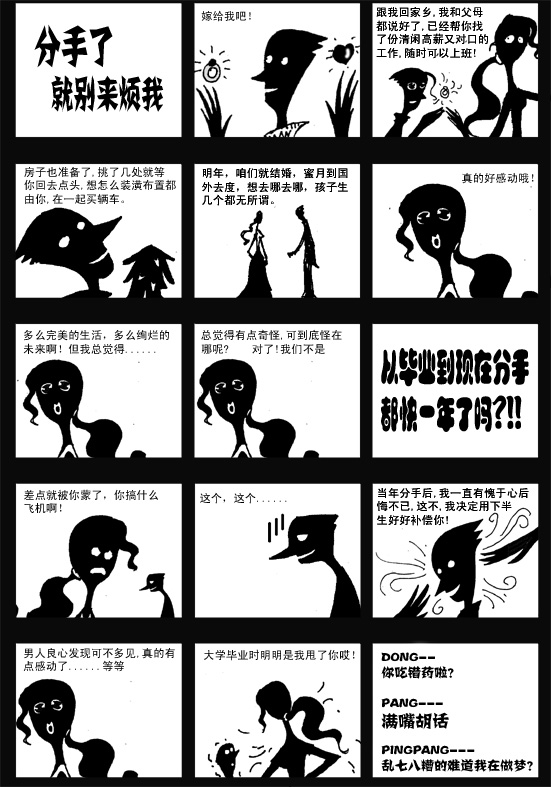 分手了
就别来烦我
嫁给我吧!
跟我回家乡,我和父母
都说好了,已经帮你找
了份清闲高薪又对口的
工作,随时可以上班!
房子也准备了,挑了几处就等
你回去点头,想怎么装潢布置都
由你.在一起买辆车。
明年，咱们就结婚，蜜月到国
外去度，想去哪去哪，孩子生
几个都无所谓。
真的好感动哦!
多么完美的生活，多么绚烂的
未来啊! 但我总觉得......
总觉得有点奇怪,可到底怪在
哪呢? 对了!我们不是
从毕业到现在分手
都快一年了吗?!!
差点就被你蒙了，你搞什么
飞机啊!
这个，这个......
当年分手后,我一直有愧于心后
悔不已.这不,我决定用下半
生好好补偿你!
男人良心发现可不多见,真的有
点感动了......等等
大学毕业时明明是我甩了你哎!
DONG--
你吃错药啦?
PANG---
满嘴胡话
PINGPANG---
乱七八糟的难道我在做梦?